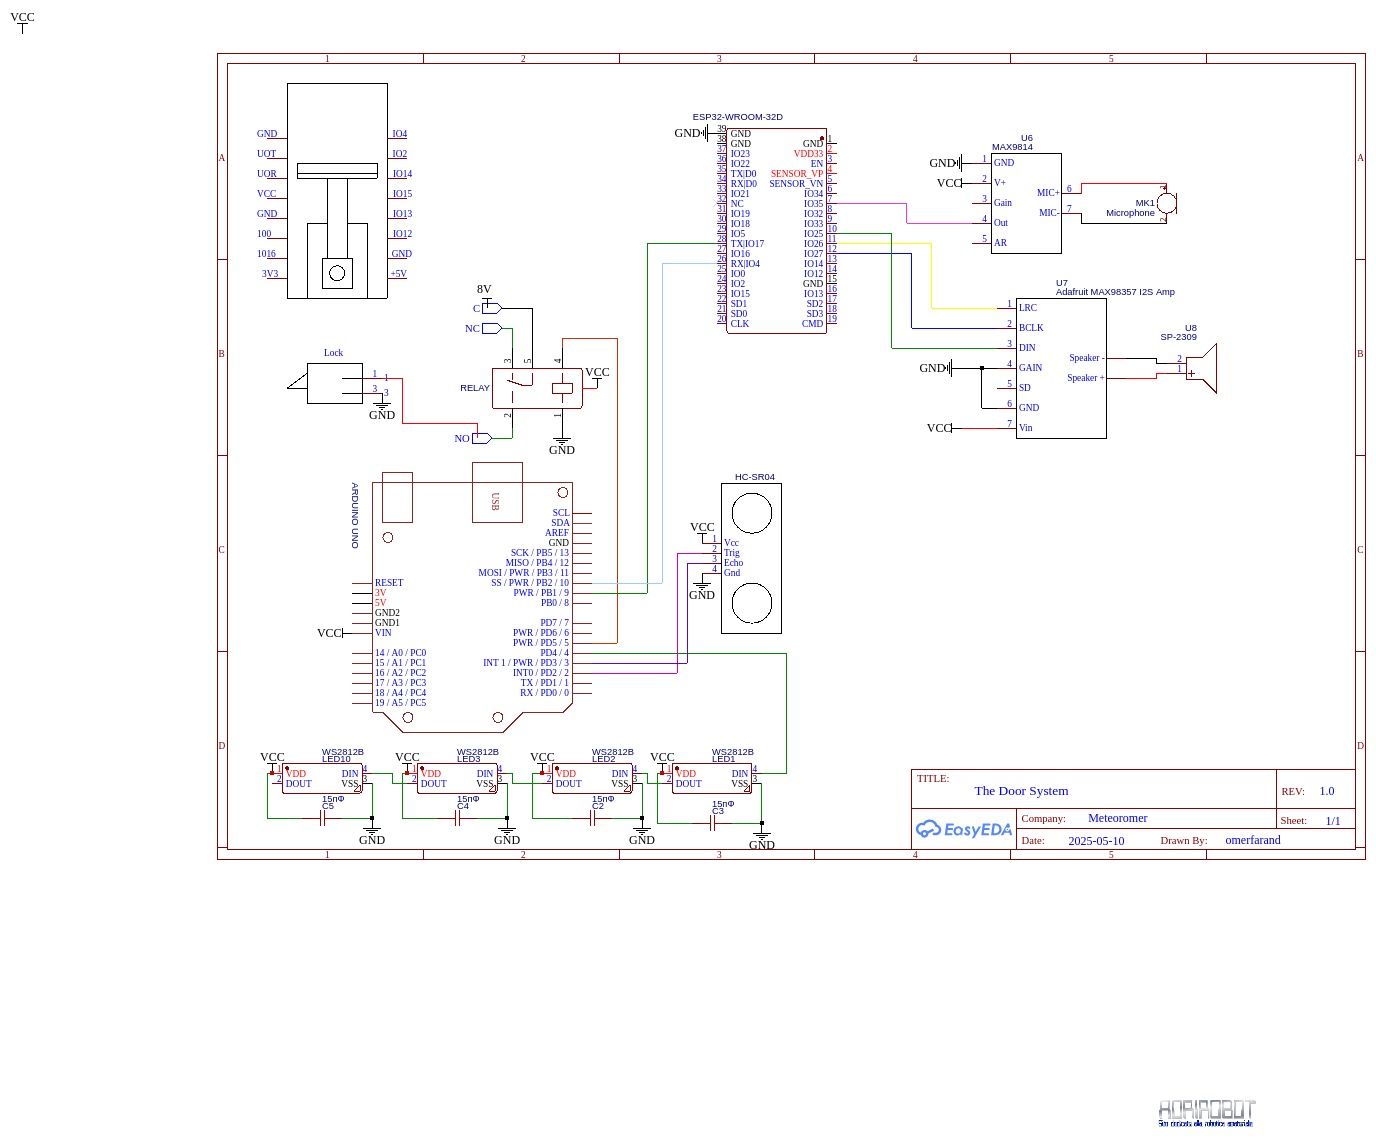 VCC
1 2 3 4 5
A A
B B
C C
D D
GND IO4
UOT IO2
UOR IO14
VCC IO15
GND IO13
100 IO12
1016 GND
3V3 +5V
Lock
1 1
3 3
GND
8V
C
NC
3 5 4
VCC
RELAY
2 1
NO
GND
ESP32-WROOM-32D
GND
39 GND
38 GND GND 1
37 IO23 VDD33 2
36 IO22 EN 3
35 TX|D0 SENSOR_VP 4
34 RX|D0 SENSOR_VN 5
33 IO21 IO34 6
32 NC IO35 7
31 IO19 IO32 8
30 IO18 IO33 9
29 IO5 IO25 10
28 TX|IO17 IO26 11
27 IO16 IO27 12
26 RX|IO4 IO14 13
25 IO0 IO12 14
24 IO2 GND 15
23 IO15 IO13 16
22 SD1 SD2 17
21 SD0 SD3 18
20 CLK CMD 19
U6
MAX9814
GND 1 GND
VCC 2 V+
3 Gain
4 Out
5 AR
MIC+ 6
MIC- 7
1
MK1
Microphone
2
U7
Adafruit MAX98357 I2S Amp
1 LRC
2 BCLK
3 DIN
GND 4 GAIN
5 SD
6 GND
VCC 7 Vin
Speaker -
Speaker +
U8
SP-2309
2
1
+
ARDUINO UNO
USB
SCL
SDA
AREF
GND
SCK / PB5 / 13
MISO / PB4 / 12
MOSI / PWR / PB3 / 11
SS / PWR / PB2 / 10
PWR / PB1 / 9
PB0 / 8
PD7 / 7
PWR / PD6 / 6
PWR / PD5 / 5
PD4 / 4
INT 1 / PWR / PD3 / 3
INT0 / PD2 / 2
TX / PD1 / 1
RX / PD0 / 0
RESET
3V
5V
GND2
GND1
VCC VIN
14 / A0 / PC0
15 / A1 / PC1
16 / A2 / PC2
17 / A3 / PC3
18 / A4 / PC4
19 / A5 / PC5
HC-SR04
VCC
1 Vcc
2 Trig
3 Echo
4 Gnd
GND
VCC WS2812B
LED10
1 VDD DIN 4
2 DOUT VSS 3
15nФ
C5
GND
VCC WS2812B
LED3
1 VDD DIN 4
2 DOUT VSS 3
15nФ
C4
GND
VCC WS2812B
LED2
1 VDD DIN 4
2 DOUT VSS 3
15nФ
C2
GND
VCC WS2812B
LED1
1 VDD DIN 4
2 DOUT VSS 3
15nФ
C3
GND
TITLE:
The Door System
REV: 1.0
EasyEDA
Company: Meteoromer
Sheet: 1/1
Date: 2025-05-10 Drawn By: omerfarand
1 2 3 4 5